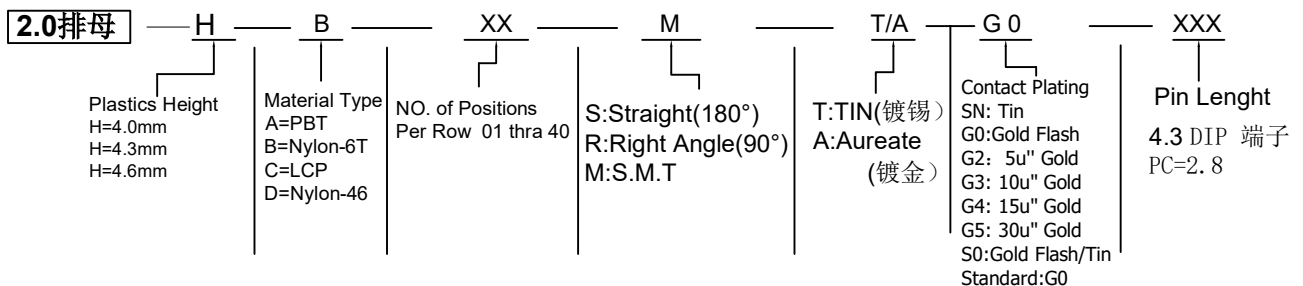 2.0排母 H B XX M T/A G 0 XXX
Plastics Height
H=4.0mm
H=4.3mm
H=4.6mm
Material Type
A=PBT
B=Nylon-6T
C=LCP
D=Nylon-46
NO. of Positions
Per Row 01 thra 40
S:Straight(180°)
R:Right Angle(90°)
M:S.M.T
T:TIN(镀锡）
A:Aureate
(镀金）
Contact Plating
SN: Tin
G0:Gold Flash
G2: 5u" Gold
G3: 10u" Gold
G4: 15u" Gold
G5: 30u" Gold
S0:Gold Flash/Tin
Standard:G0
Pin Lenght
4.3 DIP 端子
PC=2.8